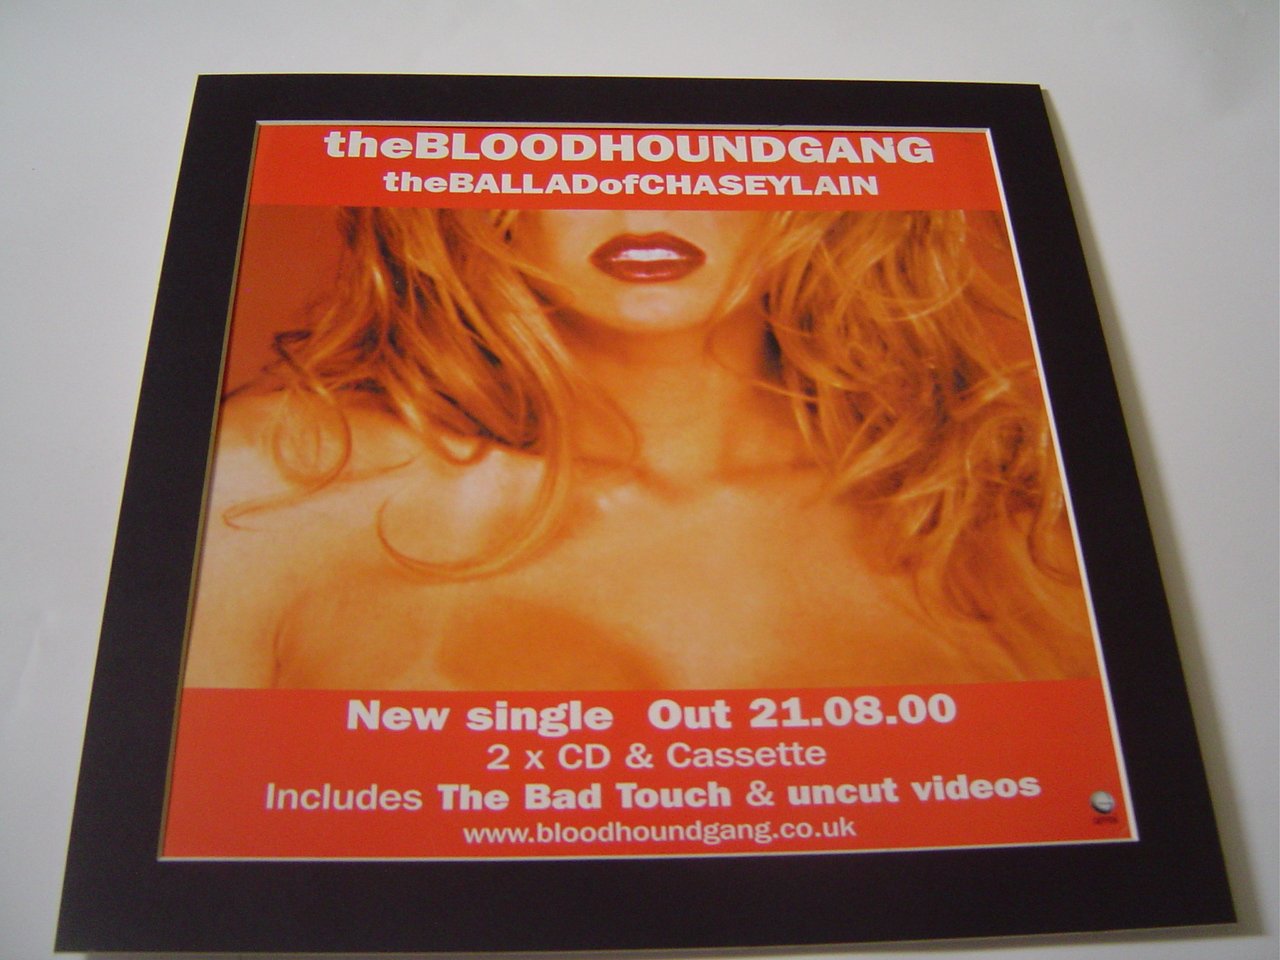 theBLOODHOUNDGANG
theBALLADofCHASEYLAIN
New single Out 21.08.00
2 x CD & Cassette
Includes The Bad Touch & uncut videos
www.bloodhoundgang.co.uk